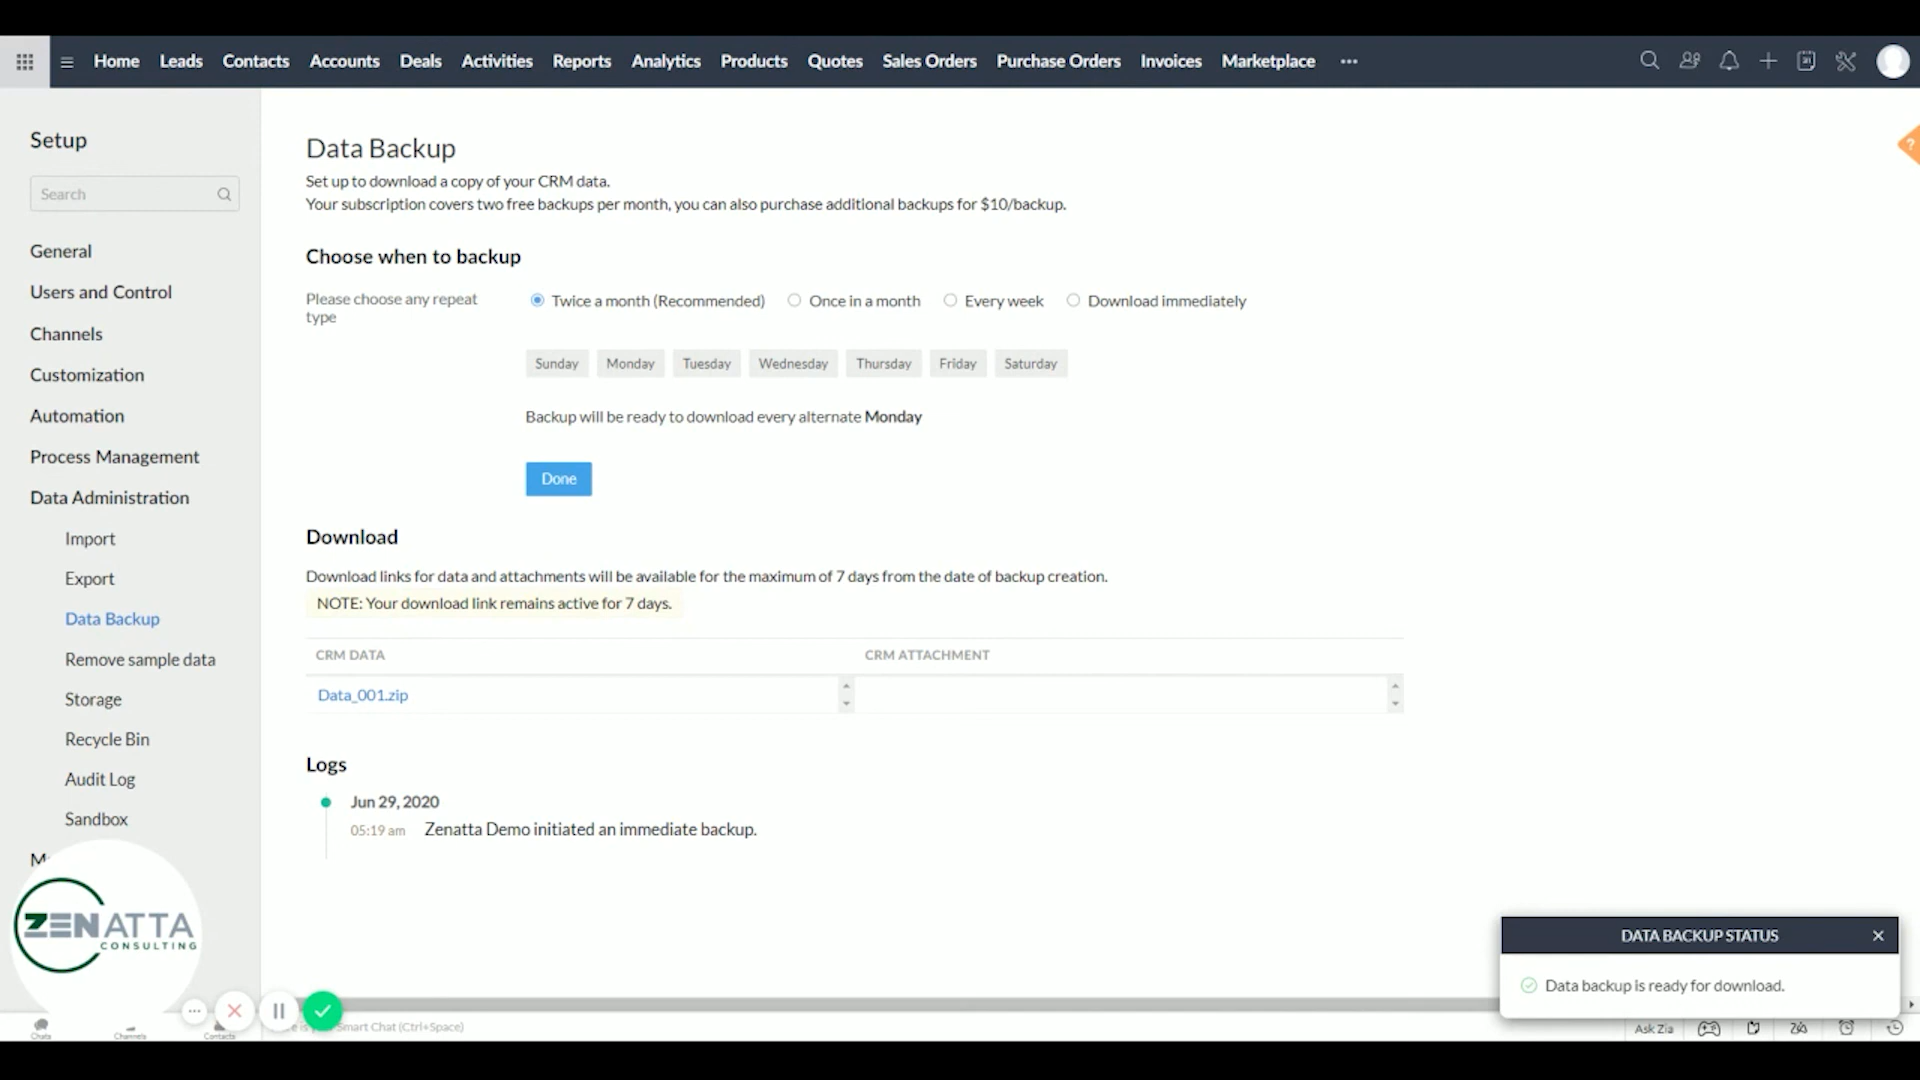 Home Leads Contacts Accounts Deals Activities Reports Analytics Products Quotes Sales Orders Purchase Orders Invoices Marketplace ...
Setup
Search
General
Users and Control
Channels
Customization
Automation
Process Management
Data Administration
Import
Export
Data Backup
Remove sample data
Storage
Recycle Bin
Audit Log
Sandbox
ZENATTA
CONSULTING
Data Backup
Set up to download a copy of your CRM data.
Your subscription covers two free backups per month, you can also purchase additional backups for $10/backup.
Choose when to backup
Please choose any repeat
type
Twice a month (Recommended) Once in a month Every week Download immediately
Sunday Monday Tuesday Wednesday Thursday Friday Saturday
Backup will be ready to download every alternate Monday
Done
Download
Download links for data and attachments will be available for the maximum of 7 days from the date of backup creation.
NOTE: Your download link remains active for 7 days.
CRM DATA CRM ATTACHMENT
Data_001.zip
Logs
Jun 29, 2020
05:19 am Zenatta Demo initiated an immediate backup.
?
DATA BACKUP STATUS
Data backup is ready for download.
Chats Channels Contacts
Smart Chat (Ctrl+Space)
Ask Zia